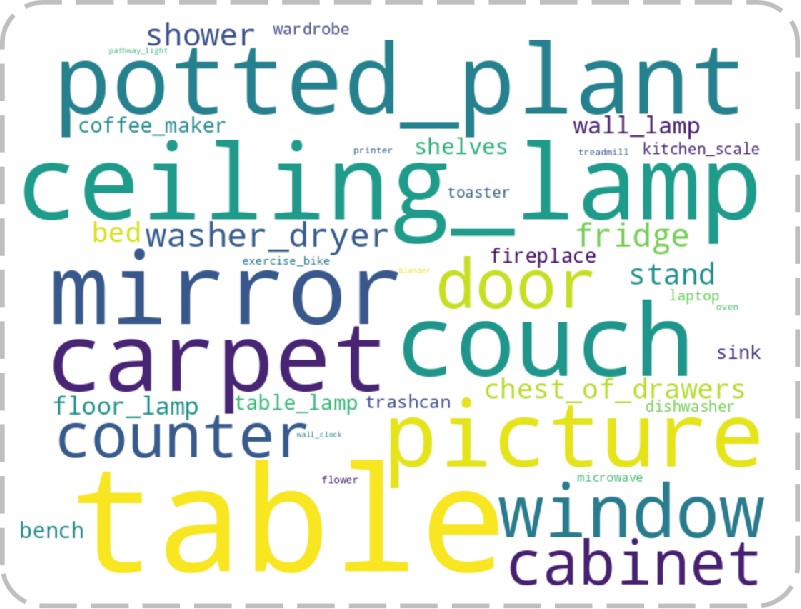 shower wardrobe
pathway_light
potted_plant
coffee_maker wall_lamp
printer shelves treadmill kitchen_scale
ceiling_lamp
toaster
bed washer_dryer fridge
exercise_bike fireplace
blender stand
mirror door laptop
oven
carpet couch sink
chest_of_drawers
floor_lamp table_lamp trashcan dishwasher
counter wall_clock picture
flower microwave
table window
bench
cabinet